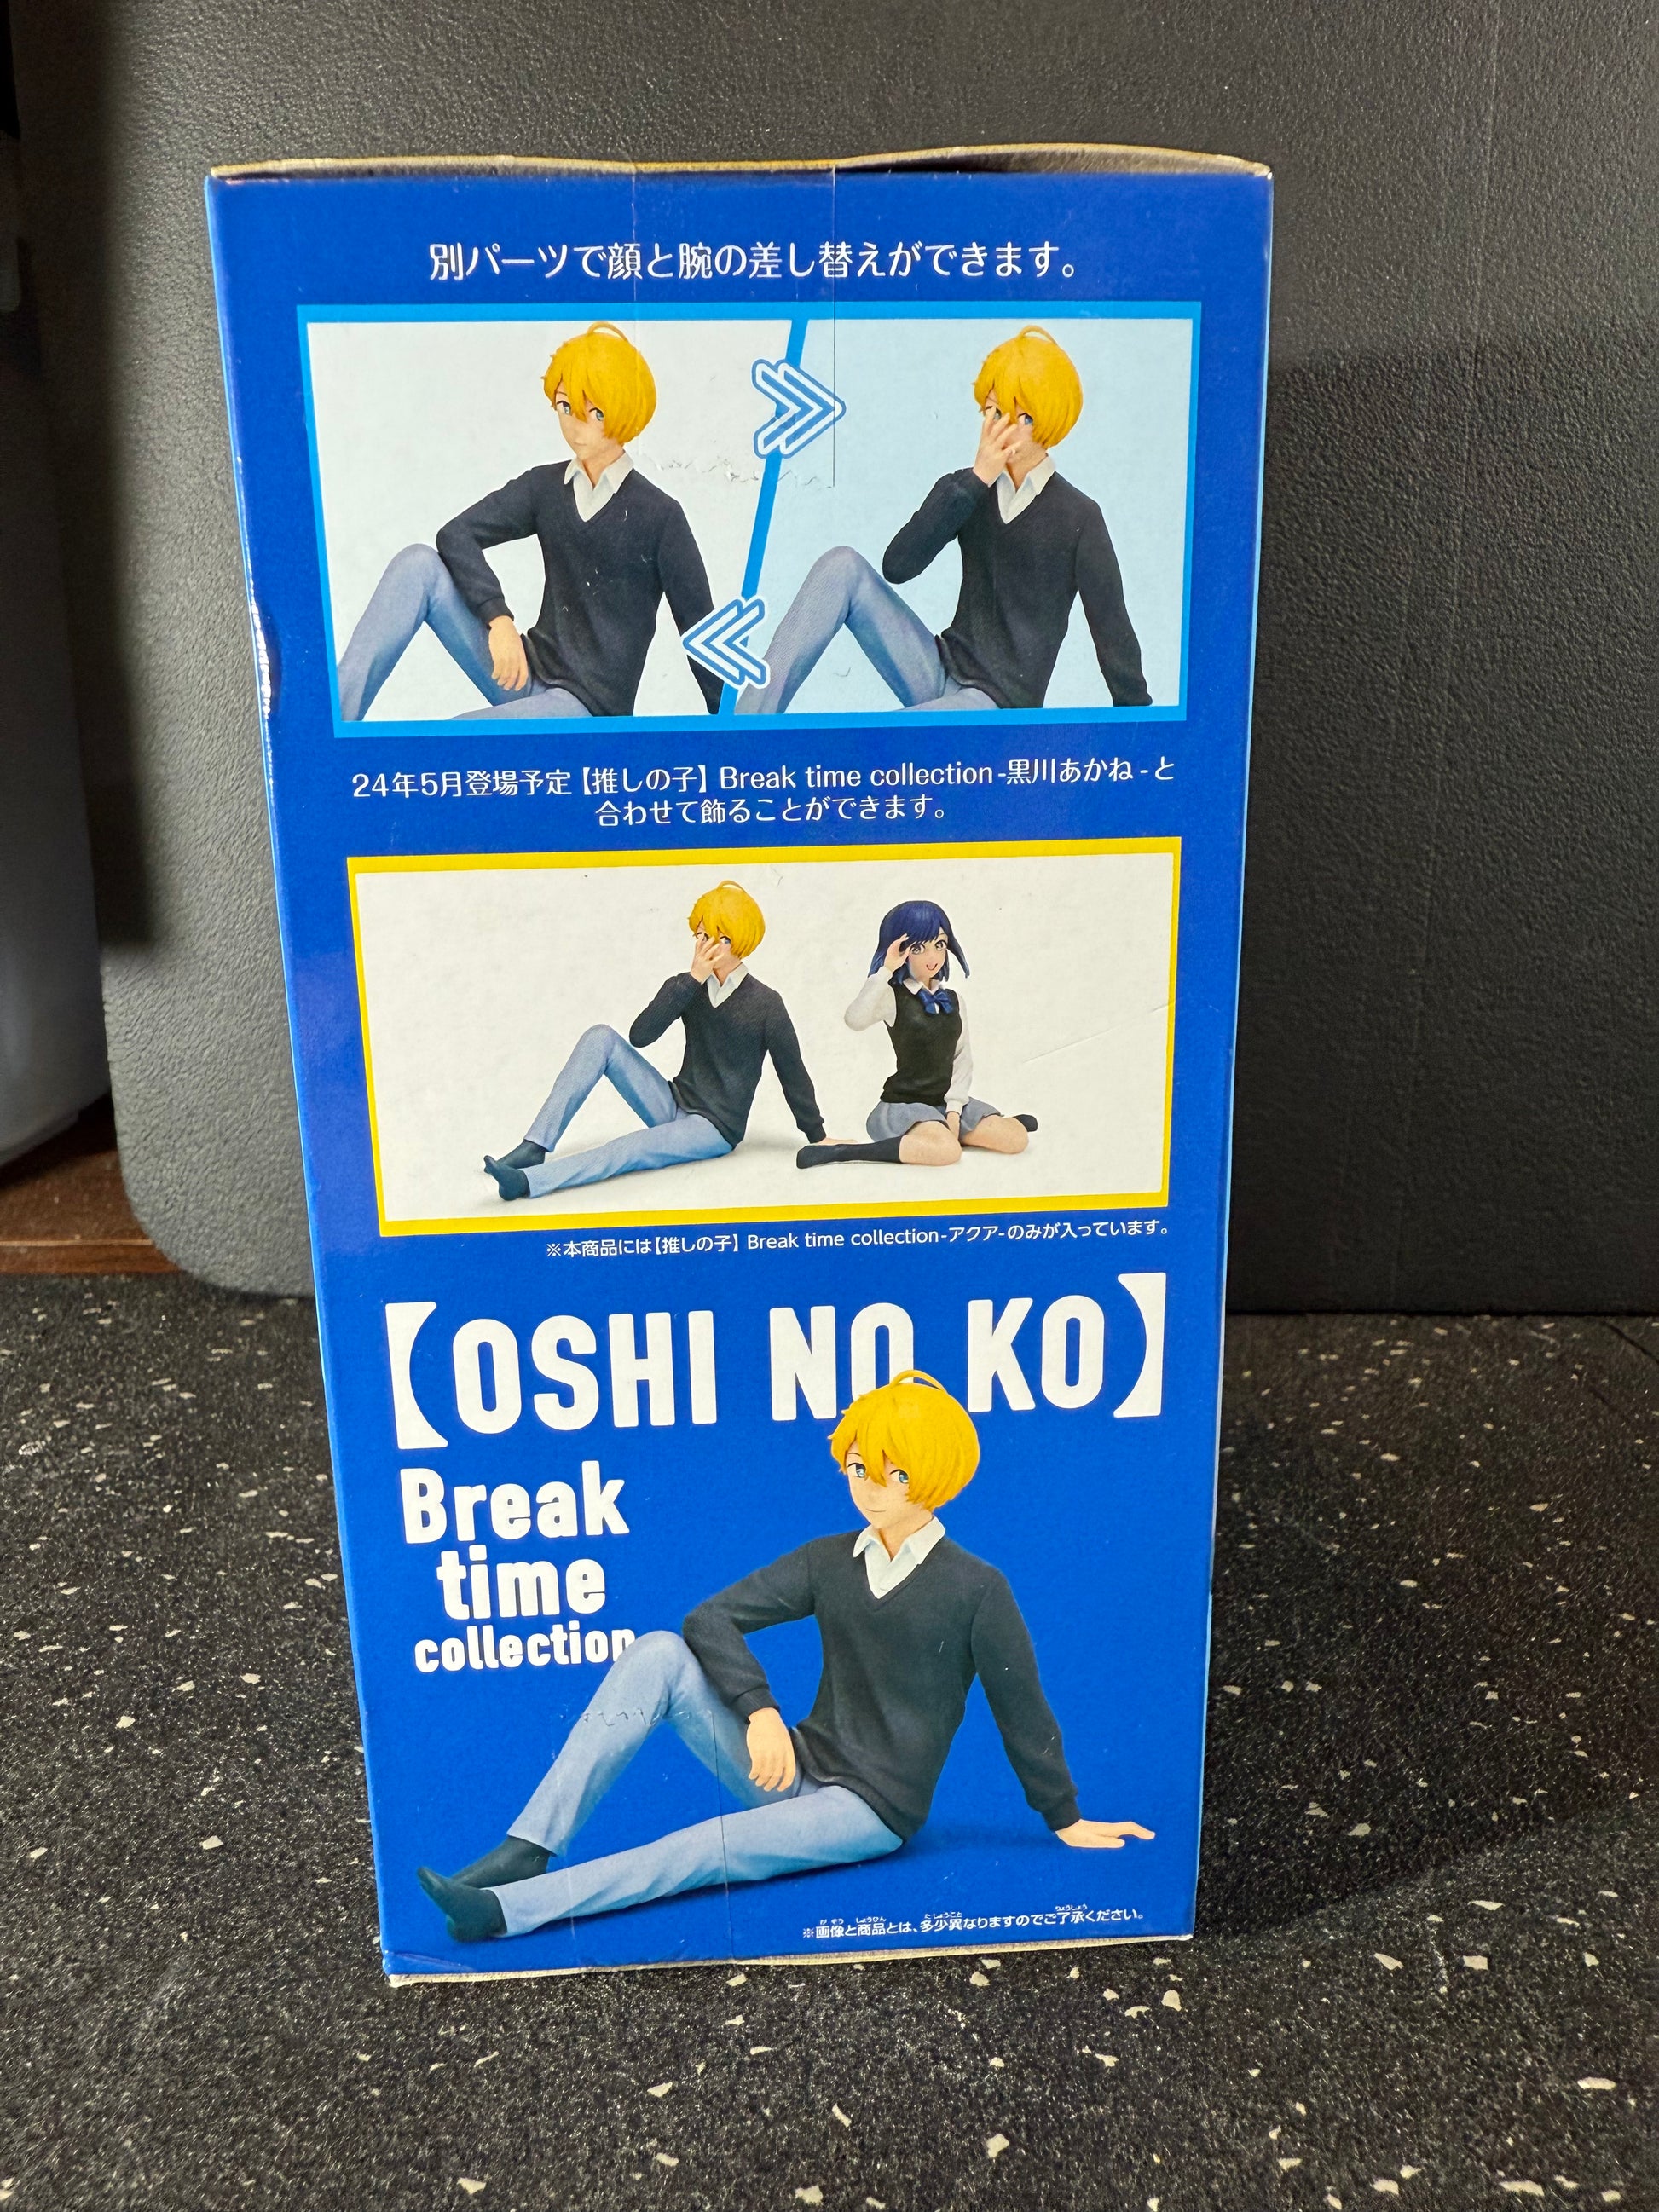 別パーツで顔と腕の差し替えができます。
24年5月登場予定【推しの子】Break time collection-黒川あかね-と
合わせて飾ることができます。
※本商品には【推しの子】Break time collection-アクア-のみが入っています。
【OSHI NO KO】
Break
time
collection
※画像と商品とは、多少異なりますのでご了承ください。